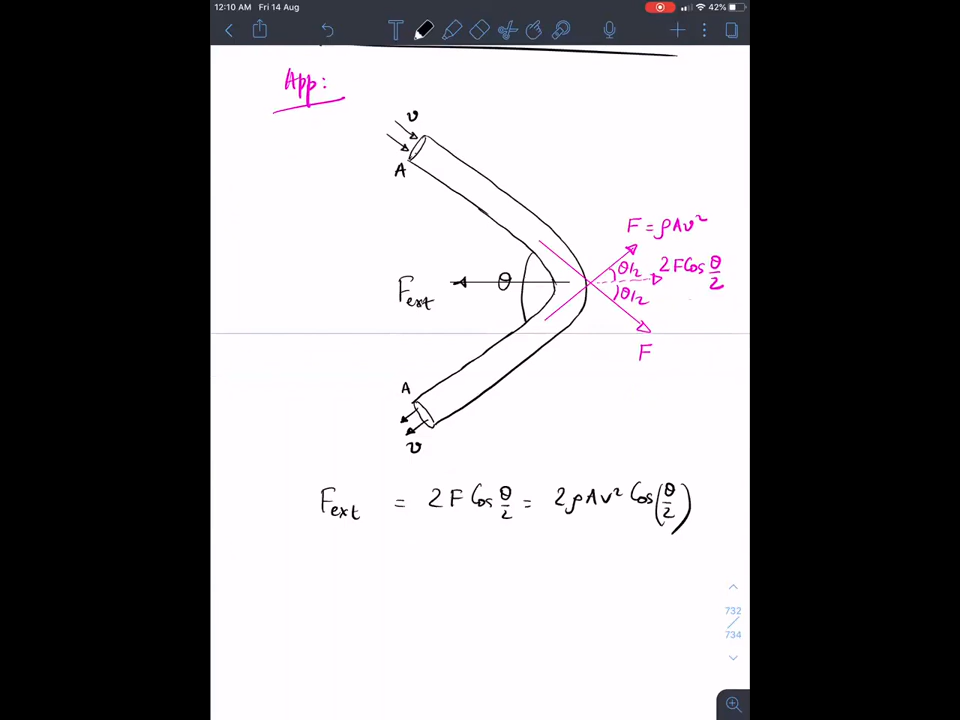 12:10 AM Fri 14 Aug
42%
T
App:
v
A
F = ρAv²
θ/2
2F Cos θ/2
θ
F_ext
θ/2
F
A
v
F_ext = 2F Cos θ/2 = 2ρAv² Cos(θ/2)
732
734